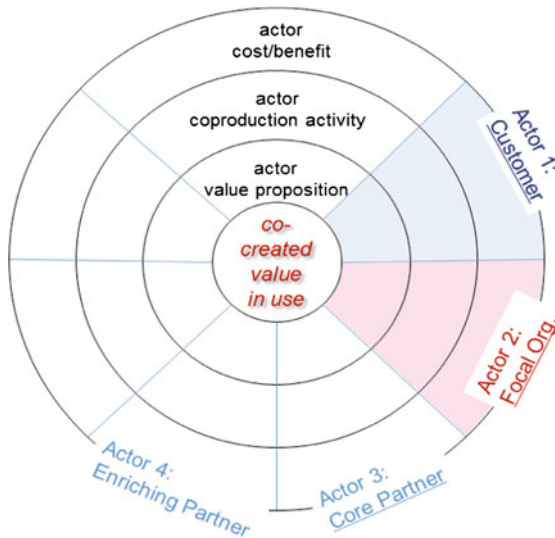 actor
cost/benefit
actor
coproduction activity
actor
value proposition
co-
created
value
in use
Actor 1:
Customer
Actor 2:
Focal Org.
Actor 3:
Core Partner
Actor 4:
Enriching Partner